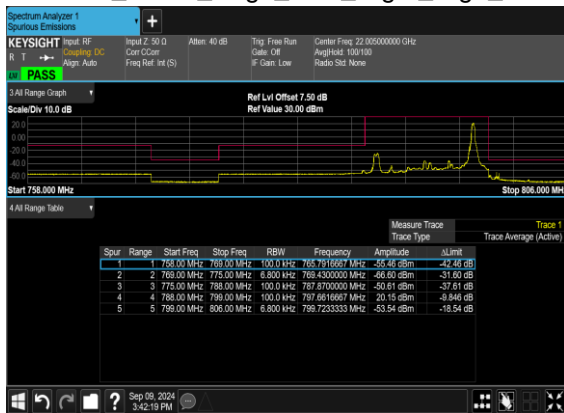 Spectrum Analyzer 1
Spurious Emissions
KEYSIGHT Input: RF Input Z: 50 Ω Atten: 40 dB Trig: Free Run Center Freq: 22.005000000 GHz
R T Coupling: DC Corr CCorr Gate: Off Avg|Hold: 100/100
Align: Auto Freq Ref: Int (S) IF Gain: Low Radio Std: None
PASS
3 All Range Graph
Ref Lvl Offset 7.50 dB
Scale/Div 10.0 dB Ref Value 30.00 dBm
20.0
0.00
-20.0
-40.0
-60.0
Start 758.000 MHz Stop 806.000 MH
4 All Range Table
Measure Trace Trace 1
Trace Type Trace Average (Active)
Spur Range Start Freq Stop Freq RBW Frequency Amplitude ΔLimit
1 1 758.00 MHz 769.00 MHz 100.0 kHz 765.7916667 MHz -55.46 dBm -42.46 dB
2 2 769.00 MHz 775.00 MHz 6.800 kHz 769.4300000 MHz -66.60 dBm -31.60 dB
3 3 775.00 MHz 788.00 MHz 100.0 kHz 787.8700000 MHz -50.61 dBm -37.61 dB
4 4 788.00 MHz 799.00 MHz 100.0 kHz 797.6616667 MHz 20.15 dBm -9.846 dB
5 5 799.00 MHz 806.00 MHz 6.800 kHz 799.7233333 MHz -53.54 dBm -18.54 dB
Sep 09, 2024
3:42:19 PM